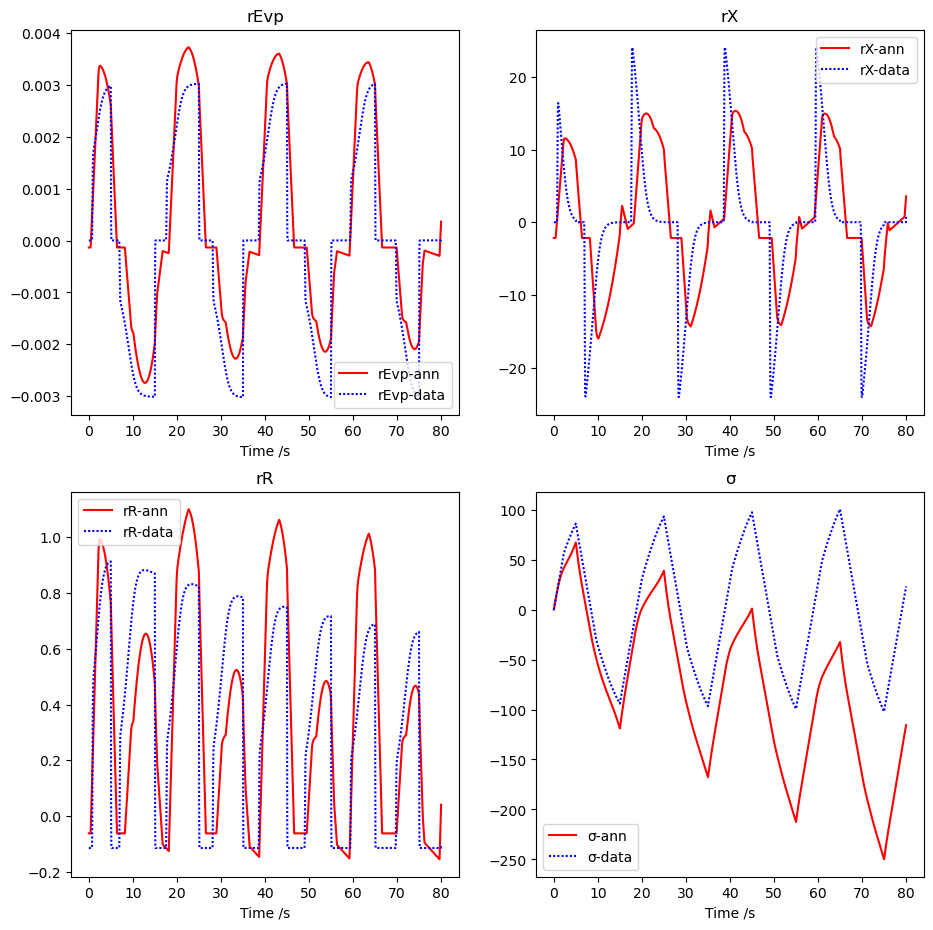 rEvp
0.004
0.003
0.002
0.001
0.000
−0.001
−0.002
−0.003
rEvp-ann
rEvp-data
0 10 20 30 40 50 60 70 80
Time /s
rX
20
10
0
−10
−20
rX-ann
rX-data
0 10 20 30 40 50 60 70 80
Time /s
rR
1.0
0.8
0.6
0.4
0.2
0.0
−0.2
rR-ann
rR-data
0 10 20 30 40 50 60 70 80
Time /s
σ
100
50
0
−50
−100
−150
−200
−250
σ-ann
σ-data
0 10 20 30 40 50 60 70 80
Time /s